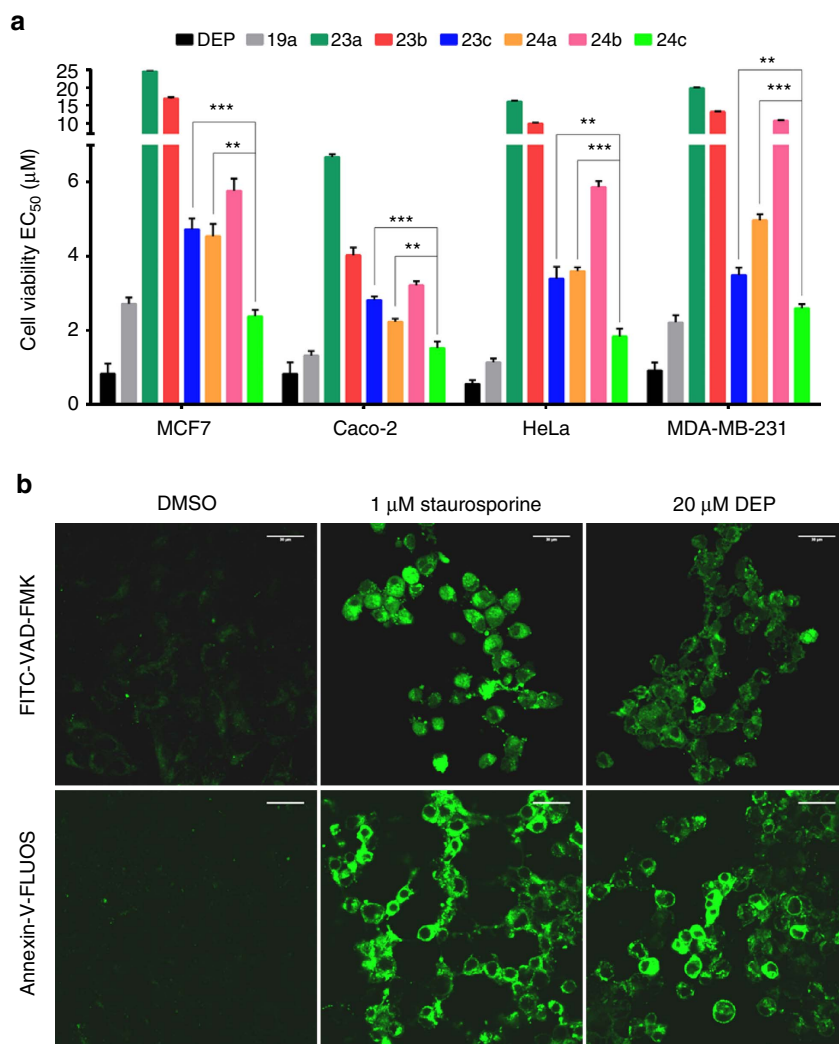 a
DEP 19a 23a 23b 23c 24a 24b 24c
Cell viability EC50 (μM)
25
15
10
6
4
2
0
*** ** *** ** ** *** ** ***
MCF7 Caco-2 HeLa MDA-MB-231
b
DMSO 1 μM staurosporine 20 μM DEP
FITC-VAD-FMK
Annexin-V-FLUOS